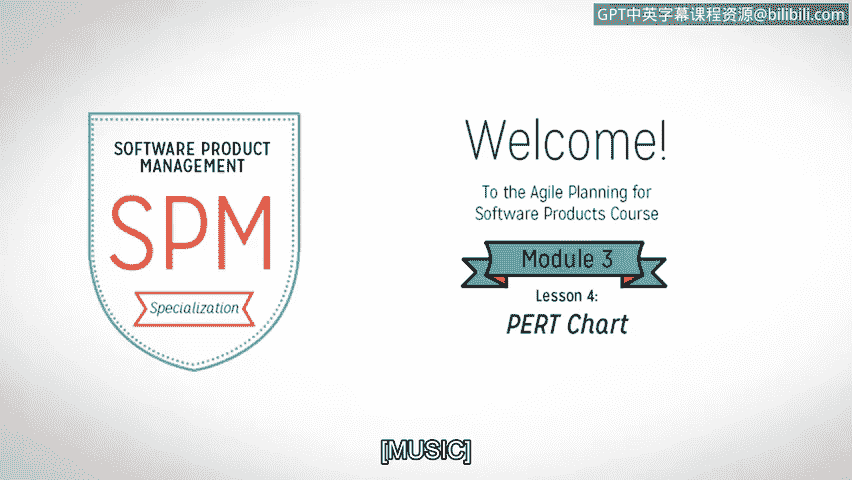 GPT中英字幕课程资源@bilibili.com
SOFTWARE PRODUCT
MANAGEMENT
SPM
Specialization
Welcome!
To the Agile Planning for
Software Products Course
Module 3
Lesson 4:
PERT Chart
[MUSIC]